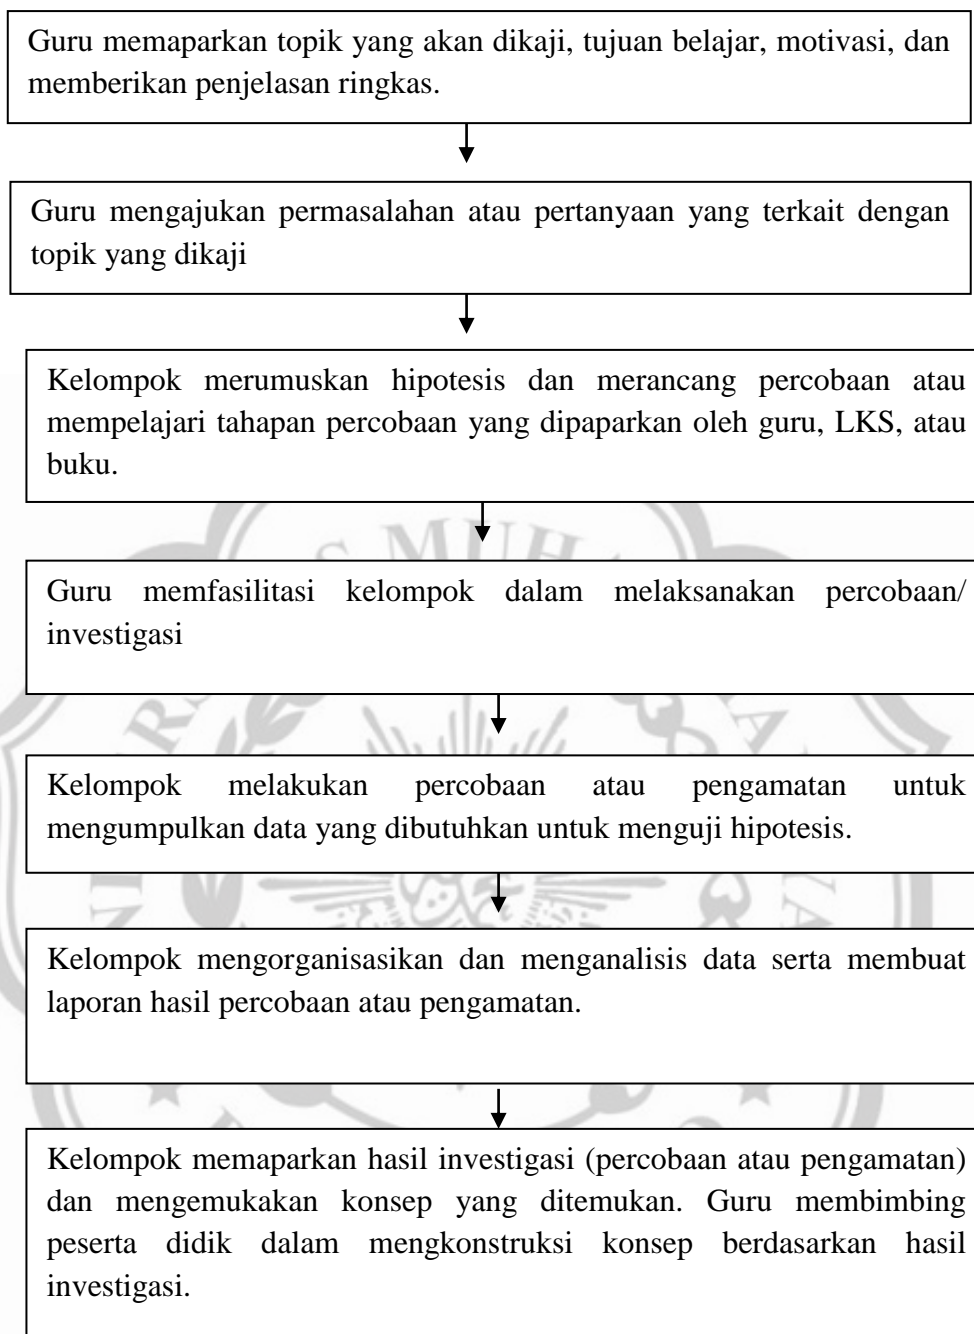 Guru memaparkan topik yang akan dikaji, tujuan belajar, motivasi, dan
memberikan penjelasan ringkas.
Guru mengajukan permasalahan atau pertanyaan yang terkait dengan
topik yang dikaji
Kelompok merumuskan hipotesis dan merancang percobaan atau
mempelajari tahapan percobaan yang dipaparkan oleh guru, LKS, atau
buku.
Guru memfasilitasi kelompok dalam melaksanakan percobaan/
investigasi
Kelompok melakukan percobaan atau pengamatan untuk
mengumpulkan data yang dibutuhkan untuk menguji hipotesis.
Kelompok mengorganisasikan dan menganalisis data serta membuat
laporan hasil percobaan atau pengamatan.
Kelompok memaparkan hasil investigasi (percobaan atau pengamatan)
dan mengemukakan konsep yang ditemukan. Guru membimbing
peserta didik dalam mengkonstruksi konsep berdasarkan hasil
investigasi.